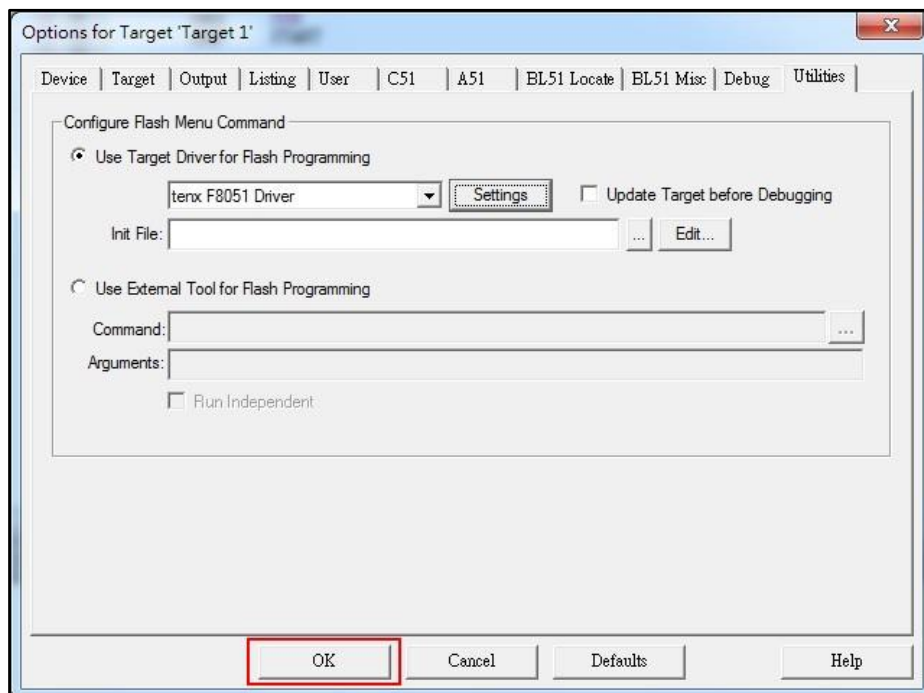 Options for Target 'Target 1'
Device Target Output Listing User C51 A51 BL51 Locate BL51 Misc Debug Utilities
Configure Flash Menu Command
Use Target Driver for Flash Programming
tenx F8051 Driver Settings Update Target before Debugging
Init File: ... Edit...
Use External Tool for Flash Programming
Command: ...
Arguments:
Run Independent
OK Cancel Defaults Help